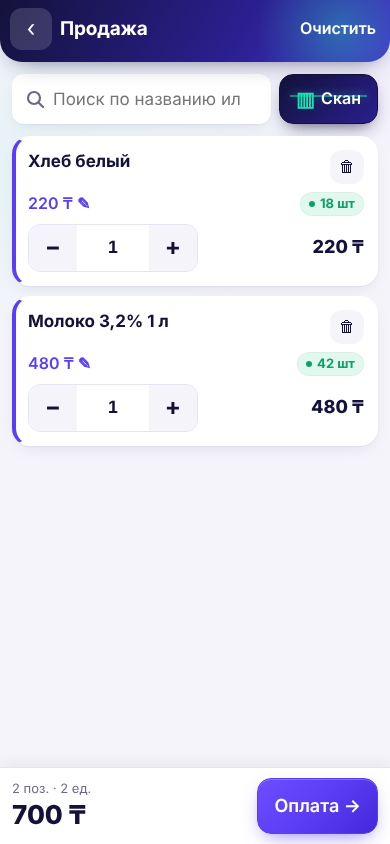 ‹ Продажа Очистить
Поиск по названию ил
Скан
Хлеб белый
220 ₸ ✎
18 шт
− 1 +
220 ₸
Молоко 3,2% 1 л
480 ₸ ✎
42 шт
− 1 +
480 ₸
2 поз. · 2 ед.
700 ₸
Оплата →